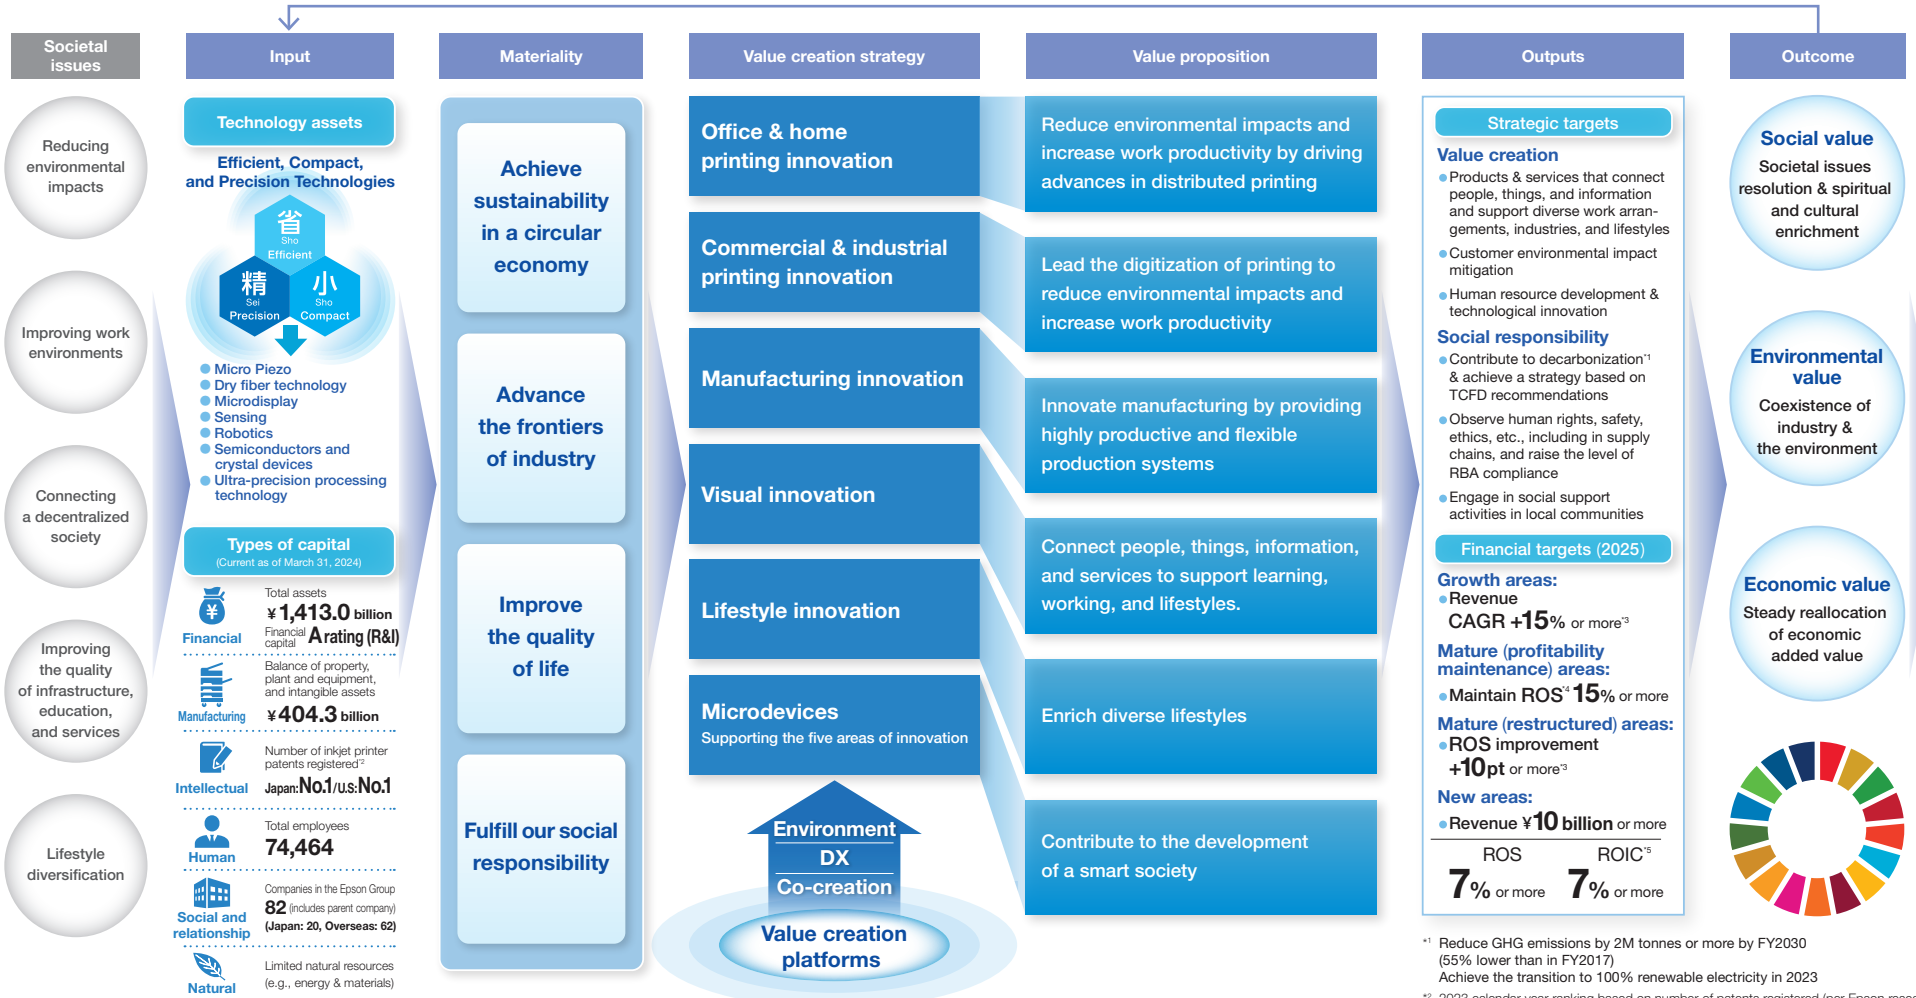 Societal
issues
Input
Materiality
Value creation strategy
Value proposition
Outputs
Outcome
Reducing
environmental
impacts
Improving work
environments
Connecting
a decentralized
society
Improving
the quality
of infrastructure,
education,
and services
Lifestyle
diversification
Technology assets
Efficient, Compact,
and Precision Technologies
省
Sho
Efficient
精
Sei
Precision
小
Sho
Compact
Micro Piezo
Dry fiber technology
Microdisplay
Sensing
Robotics
Semiconductors and
crystal devices
Ultra-precision processing
technology
Types of capital
(Current as of March 31, 2024)
Financial
Total assets
¥1,413.0 billion
Financial capital A rating (R&I)
Manufacturing
Balance of property,
plant and equipment,
and intangible assets
¥404.3 billion
Intellectual
Number of inkjet printer
patents registered*2
Japan: No.1 / U.S: No.1
Human
Total employees
74,464
Social and
relationship
Companies in the Epson Group
82 (includes parent company)
(Japan: 20, Overseas: 62)
Natural
Limited natural resources
(e.g., energy & materials)
Achieve
sustainability
in a circular
economy
Advance
the frontiers
of industry
Improve
the quality
of life
Fulfill our social
responsibility
Office & home
printing innovation
Commercial & industrial
printing innovation
Manufacturing innovation
Visual innovation
Lifestyle innovation
Microdevices
Supporting the five areas of innovation
Environment
DX
Co-creation
Value creation
platforms
Reduce environmental impacts and
increase work productivity by driving
advances in distributed printing
Lead the digitization of printing to
reduce environmental impacts and
increase work productivity
Innovate manufacturing by providing
highly productive and flexible
production systems
Connect people, things, information,
and services to support learning,
working, and lifestyles.
Enrich diverse lifestyles
Contribute to the development
of a smart society
Strategic targets
Value creation
Products & services that connect
people, things, and information
and support diverse work arran-
gements, industries, and lifestyles
Customer environmental impact
mitigation
Human resource development &
technological innovation
Social responsibility
Contribute to decarbonization*1
& achieve a strategy based on
TCFD recommendations
Observe human rights, safety,
ethics, etc., including in supply
chains, and raise the level of
RBA compliance
Engage in social support
activities in local communities
Financial targets (2025)
Growth areas:
Revenue
CAGR +15% or more*3
Mature (profitability
maintenance) areas:
Maintain ROS*4 15% or more
Mature (restructured) areas:
ROS improvement
+10pt or more*3
New areas:
Revenue ¥10 billion or more
ROS
7% or more
ROIC*5
7% or more
Social value
Societal issues
resolution & spiritual
and cultural
enrichment
Environmental
value
Coexistence of
industry &
the environment
Economic value
Steady reallocation
of economic
added value
*1 Reduce GHG emissions by 2M tonnes or more by FY2030
(55% lower than in FY2017)
Achieve the transition to 100% renewable electricity in 2023
*2 2023 calendar year ranking based on number of patents registered (per Epson